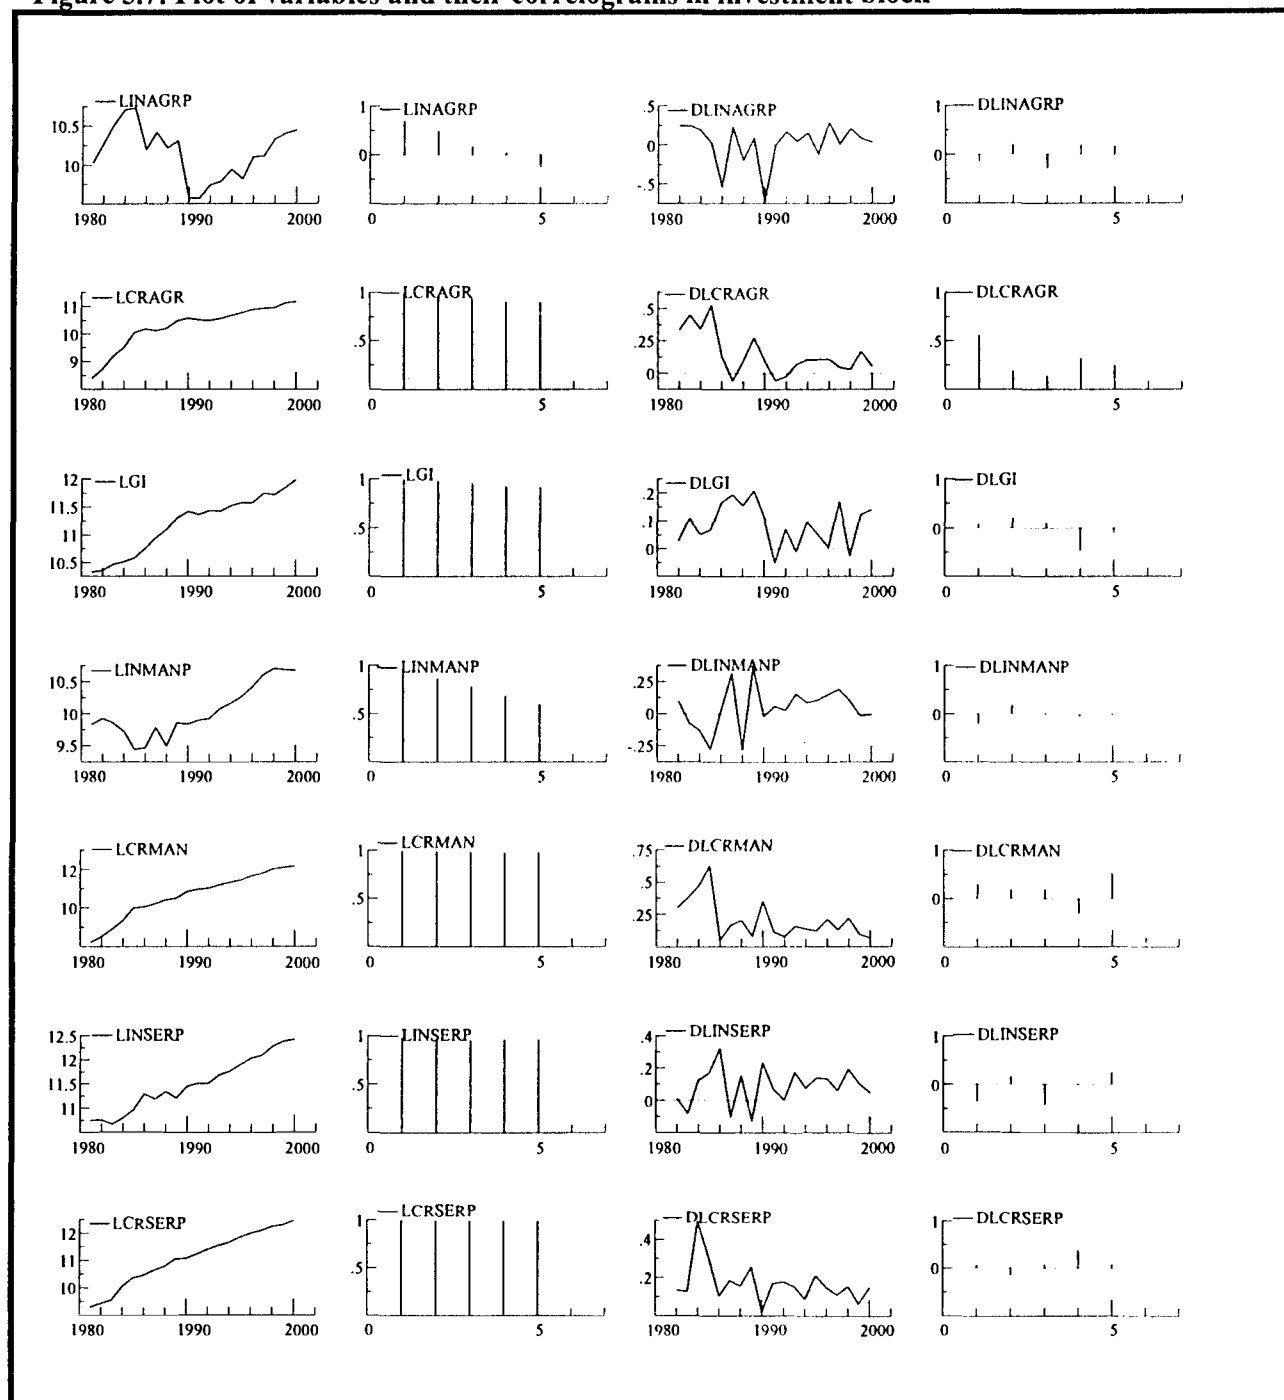 Plot of variables and their correlograms in investment block
LINAGRP LINAGRP DLINAGRP DLINAGRP
10.5 10 1 0 .5 0 -.5 1 0
1980 1990 2000 0 5 1980 1990 2000 0 5
LCRAGR LCRAGR DLCRAGR DLCRAGR
11 10 9 1 .5 .5 .25 0 1 .5
1980 1990 2000 0 5 1980 1990 2000 0 5
LGI LGI DLGI DLGI
12 11.5 11 10.5 1 .5 .2 .1 0 1 0
1980 1990 2000 0 5 1980 1990 2000 0 5
LINMANP LINMANP DLINMANP DLINMANP
10.5 10 9.5 1 .5 .25 0 -.25 1 0
1980 1990 2000 0 5 1980 1990 2000 0 5
LCRMAN LCRMAN DLCRMAN DLCRMAN
12 10 1 .5 .75 .5 .25 1 0
1980 1990 2000 0 5 1980 1990 2000 0 5
LINSERP LINSERP DLINSERP DLINSERP
12.5 12 11.5 11 1 .5 .4 .2 0 1 0
1980 1990 2000 0 5 1980 1990 2000 0 5
LCRSERP LCRSERP DLCRSERP DLCRSERP
12 11 10 1 .5 .4 .2 1 0
1980 1990 2000 0 5 1980 1990 2000 0 5